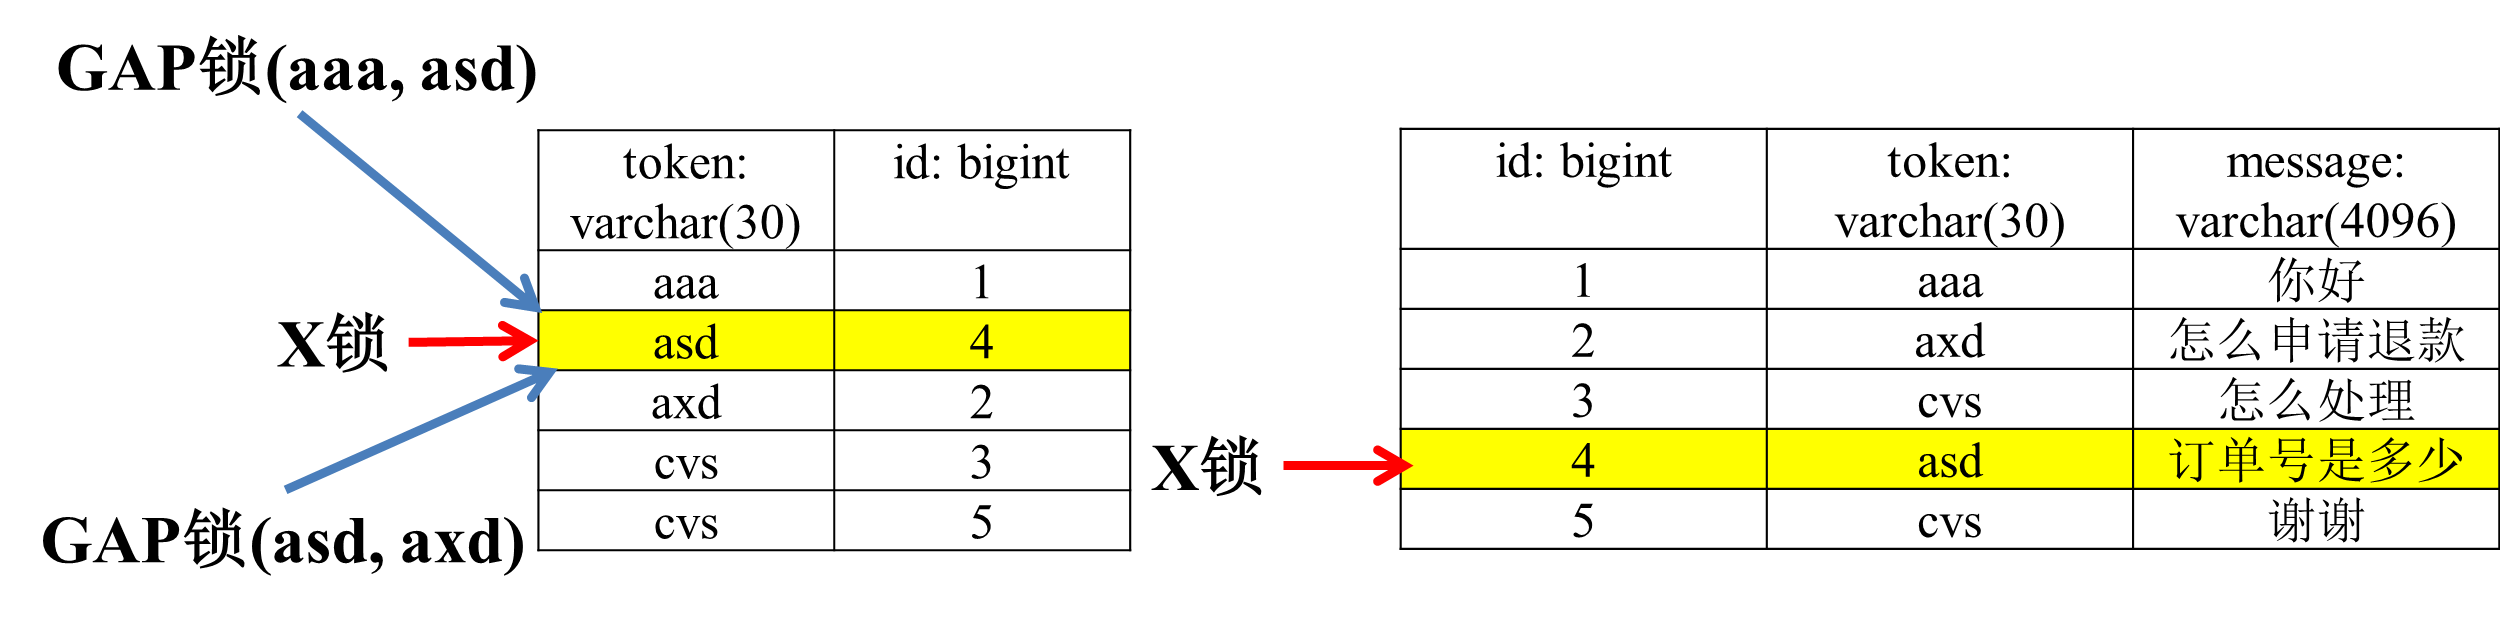 GAP锁(aaa, asd)
token:
varchar(30)
id: bigint
aaa
1
asd
4
axd
2
cvs
3
cvs
5
X锁
GAP锁(asd, axd)
X锁
id: bigint
token:
varchar(30)
message:
varchar(4096)
1
aaa
你好
2
axd
怎么申请退款
3
cvs
怎么处理
4
asd
订单号是多少
5
cvs
谢谢